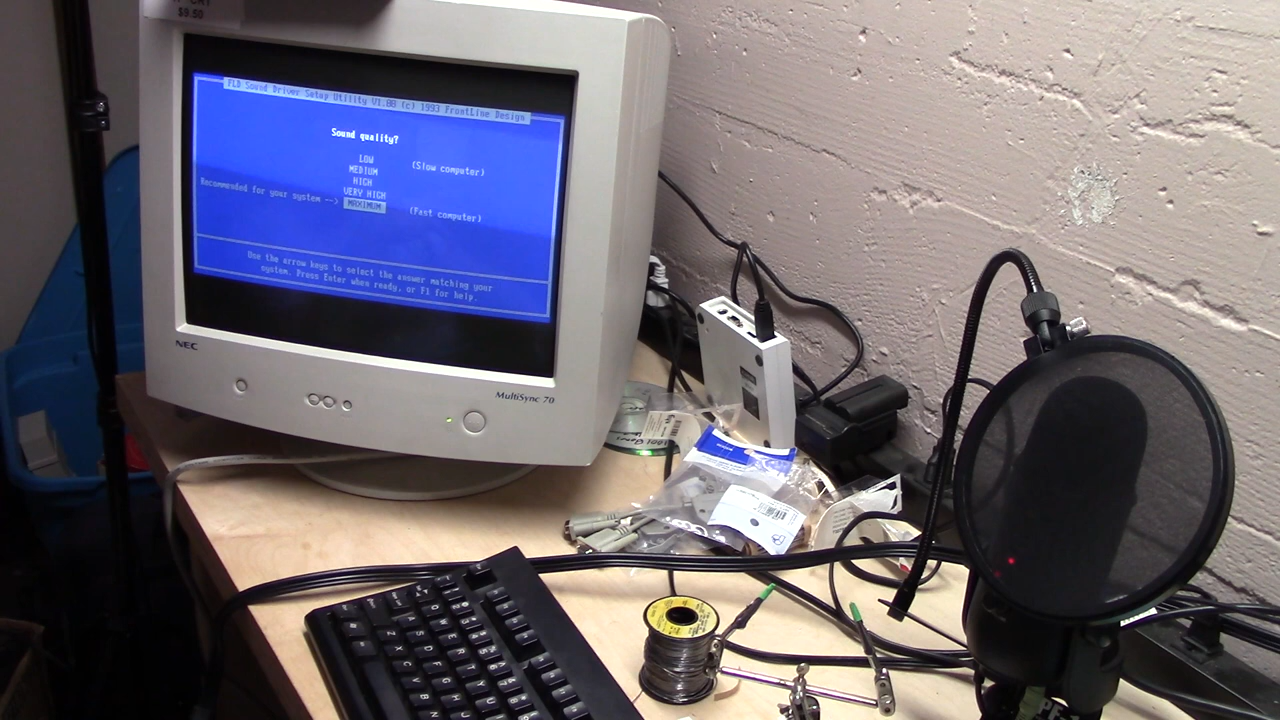 $9.50
FLD Sound Driver Setup Utility V1.88 (c) 1993 FrontLine Design
Sound quality?
LOW (Slow computer)
MEDIUM
HIGH
VERY HIGH
Recommended for your system --> MAXIMUM (Fast computer)
Use the arrow keys to select the answer matching your
system. Press Enter when ready, or F1 for help.
NEC
MultiSync 70